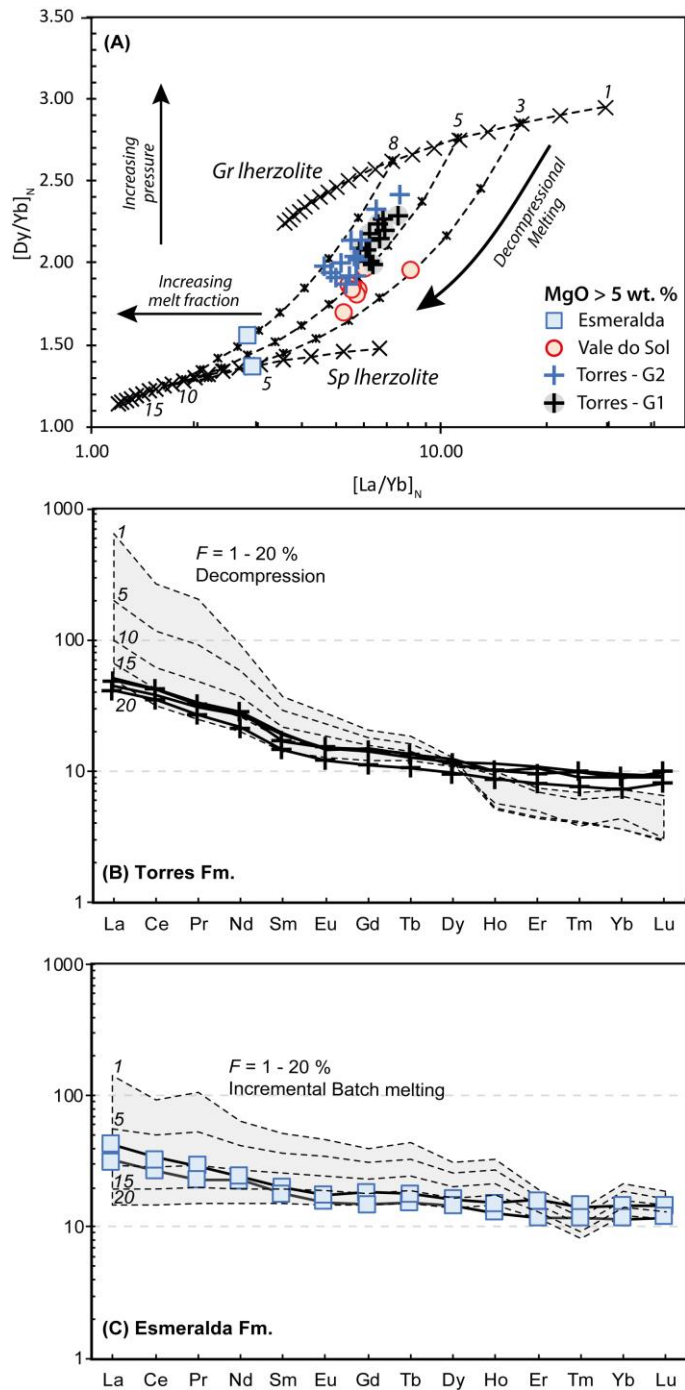 (A)
3.50
3.00
2.50
2.00
1.50
1.00
[Dy/Yb]N
Increasing
pressure
Gr lherzolite
8
5
3
1
Decompressional
Melting
Increasing
melt fraction
MgO > 5 wt. %
Esmeralda
Vale do Sol
Torres - G2
Torres - G1
15
10
5
Sp lherzolite
1.00
10.00
[La/Yb]N
1000
100
10
1
F = 1 - 20 %
Decompression
1
5
10
15
20
(B) Torres Fm.
La Ce Pr Nd Sm Eu Gd Tb Dy Ho Er Tm Yb Lu
1000
100
10
1
F = 1 - 20 %
Incremental Batch melting
1
5
15
20
(C) Esmeralda Fm.
La Ce Pr Nd Sm Eu Gd Tb Dy Ho Er Tm Yb Lu